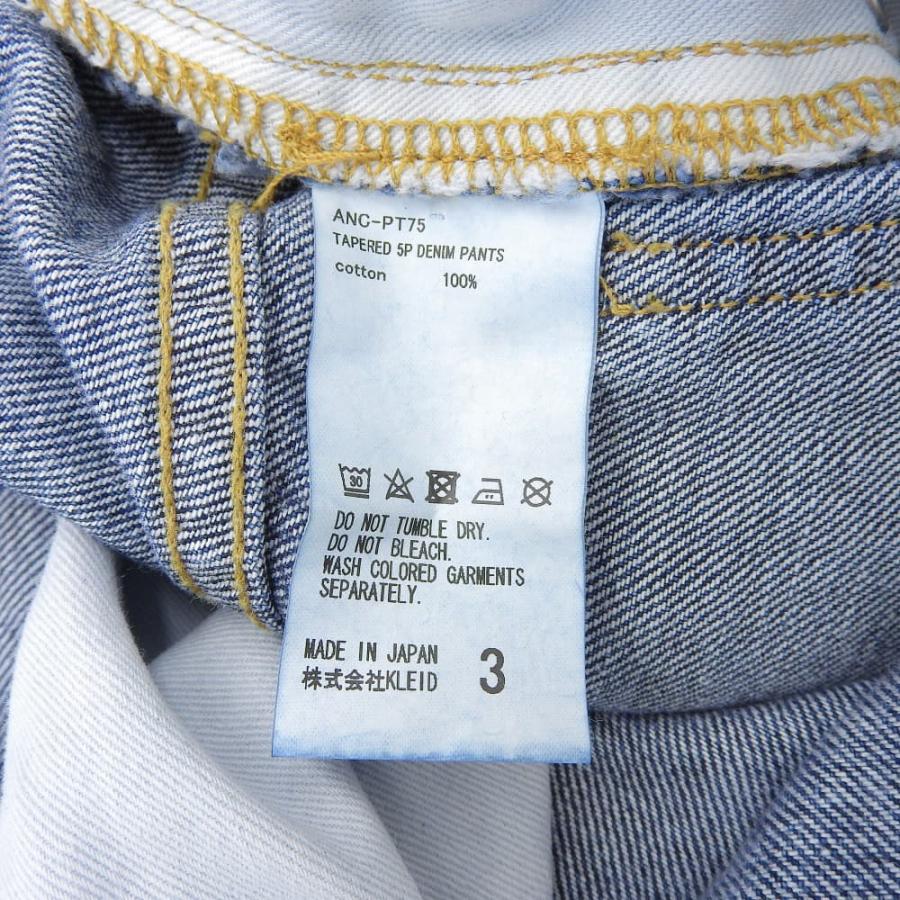 ANC-PT75
TAPERED 5P DENIM PANTS
cotton 100%
30
DO NOT TUMBLE DRY.
DO NOT BLEACH.
WASH COLORED GARMENTS
SEPARATELY.
MADE IN JAPAN
株式会社KLEID 3